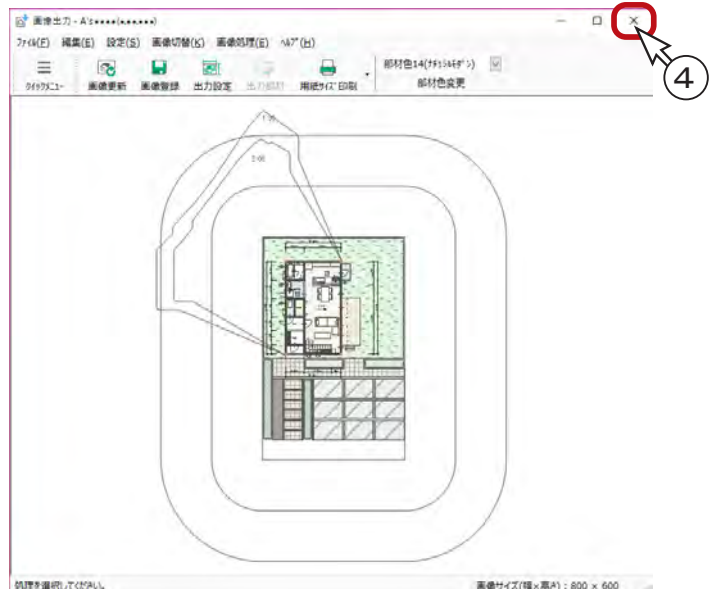 画像出力 - A's****(*.*****)
ﾌｧｲﾙ(F) 編集(E) 設定(S) 画像切替(K) 画像処理(E) ﾍﾙﾌﾟ(H)
ｸｲｯｸﾒﾆｭｰ 画像更新 画像登録 出力設定 出力印刷 用紙ｻｲｽﾞ印刷 部材色14(ﾅﾁｭﾗﾙﾓﾀﾞﾝ)
部材色変更
④
処理を選択してください。 画像サイズ(幅×高さ) : 800 × 600